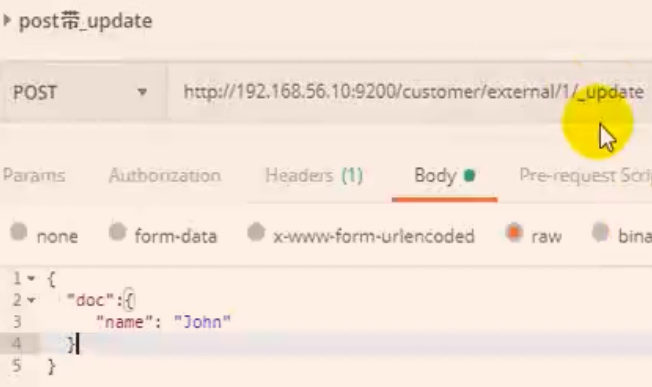 post带_update
POST http://192.168.56.10:9200/customer/external/1/_update
Params Authorization Headers (1) Body Pre-request Scri
none form-data x-www-form-urlencoded raw bina
1 {
2 "doc":{
3 "name": "John"
4 }
5 }